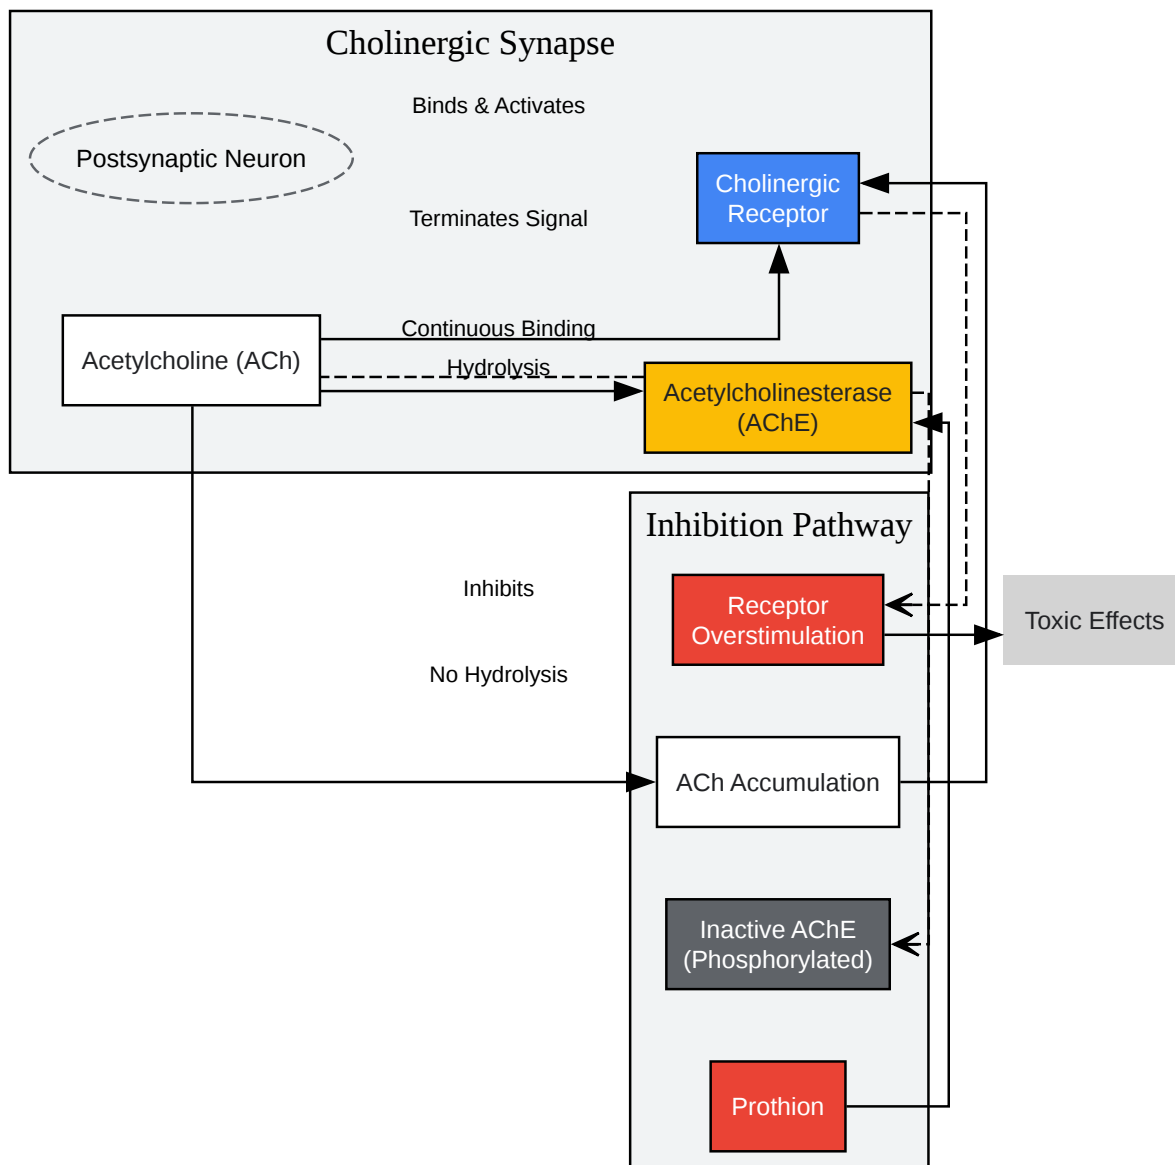 Cholinergic Synapse
Binds & Activates
Postsynaptic Neuron
Cholinergic
Receptor
Terminates Signal
Continuous Binding
Acetylcholine (ACh)
Hydrolysis
Acetylcholinesterase
(AChE)
Inhibition Pathway
Inhibits
Receptor
Overstimulation
Toxic Effects
No Hydrolysis
ACh Accumulation
Inactive AChE
(Phosphorylated)
Prothion